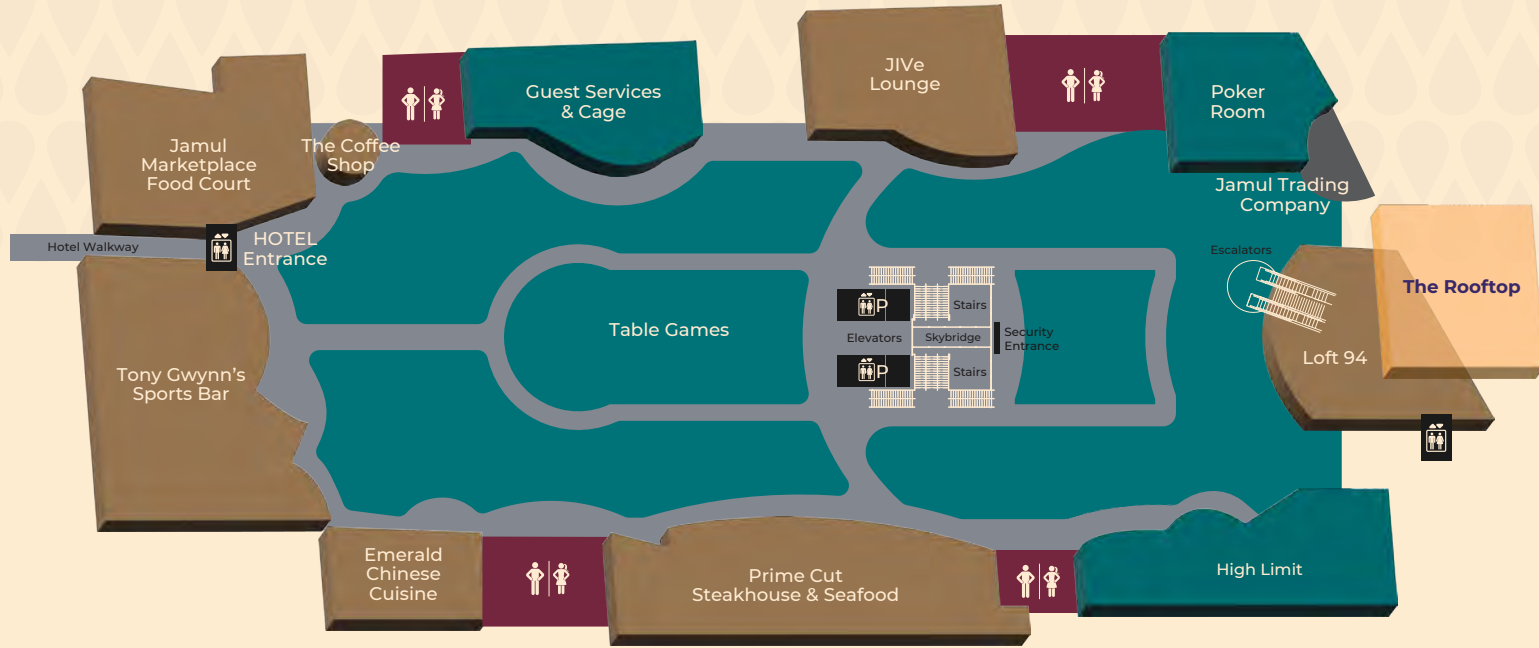 JIVe
Lounge
Guest Services
& Cage
Poker
Room
Jamul
Marketplace
Food Court
The Coffee
Shop
Jamul Trading
Company
Hotel Walkway
HOTEL
Entrance
Escalators
The Rooftop
P
Stairs
Table Games
Elevators
Skybridge
Security
Entrance
Loft 94
P
Stairs
Tony Gwynn’s
Sports Bar
Emerald
Chinese
Cuisine
Prime Cut
Steakhouse & Seafood
High Limit